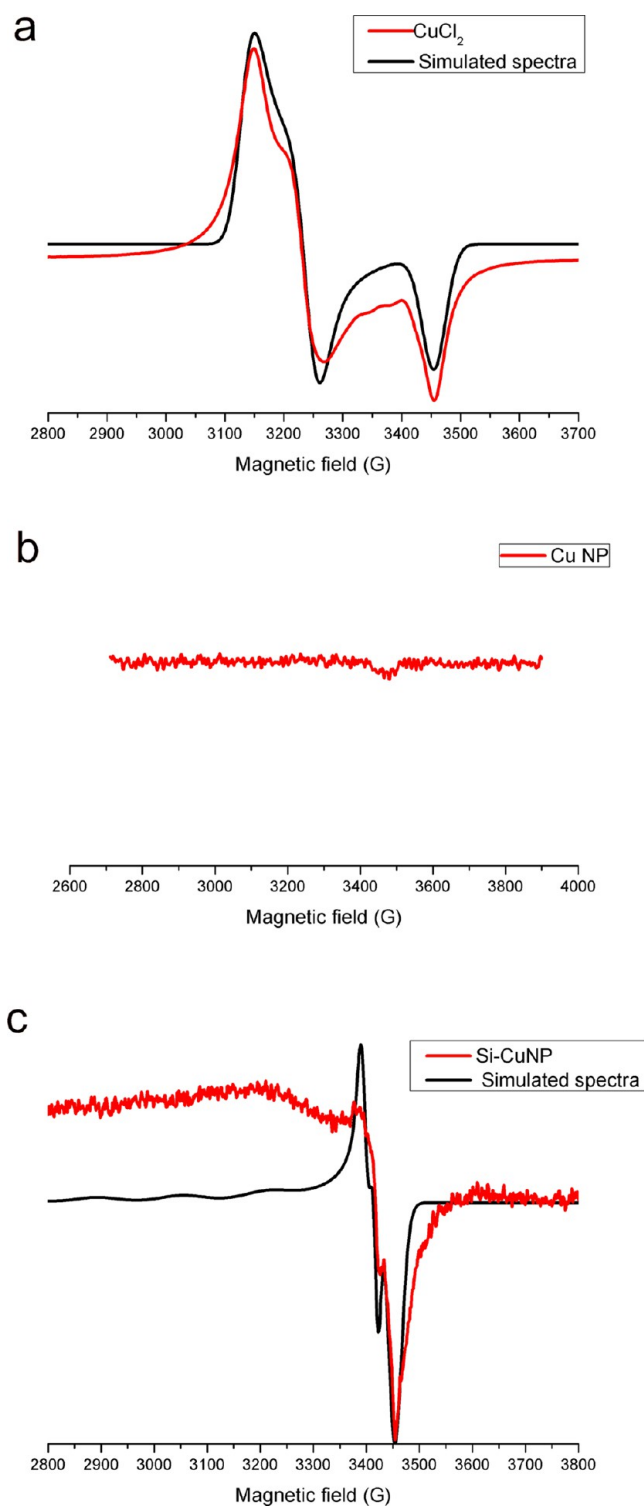 a
CuCl₂
Simulated spectra
2800 2900 3000 3100 3200 3300 3400 3500 3600 3700
Magnetic field (G)
b
Cu NP
2600 2800 3000 3200 3400 3600 3800 4000
Magnetic field (G)
c
Si-CuNP
Simulated spectra
2800 2900 3000 3100 3200 3300 3400 3500 3600 3700 3800
Magnetic field (G)